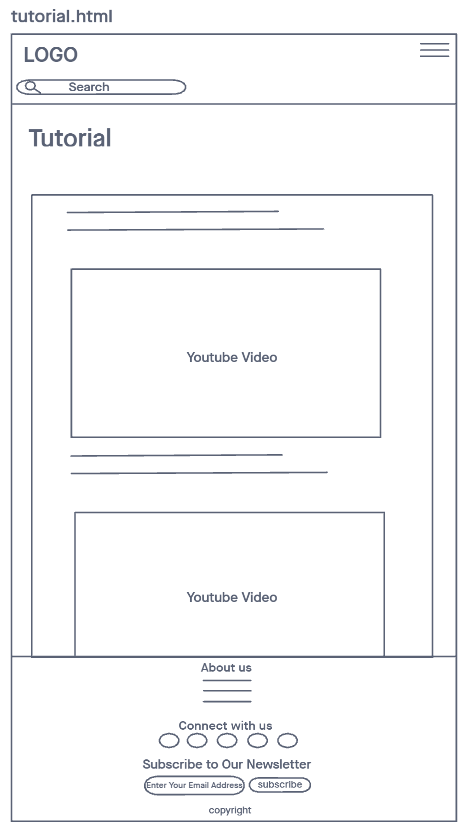 tutorial.html
LOGO
Search
Tutorial
Youtube Video
Youtube Video
About us
Connect with us
Subscribe to Our Newsletter
Enter Your Email Address subscribe
copyright